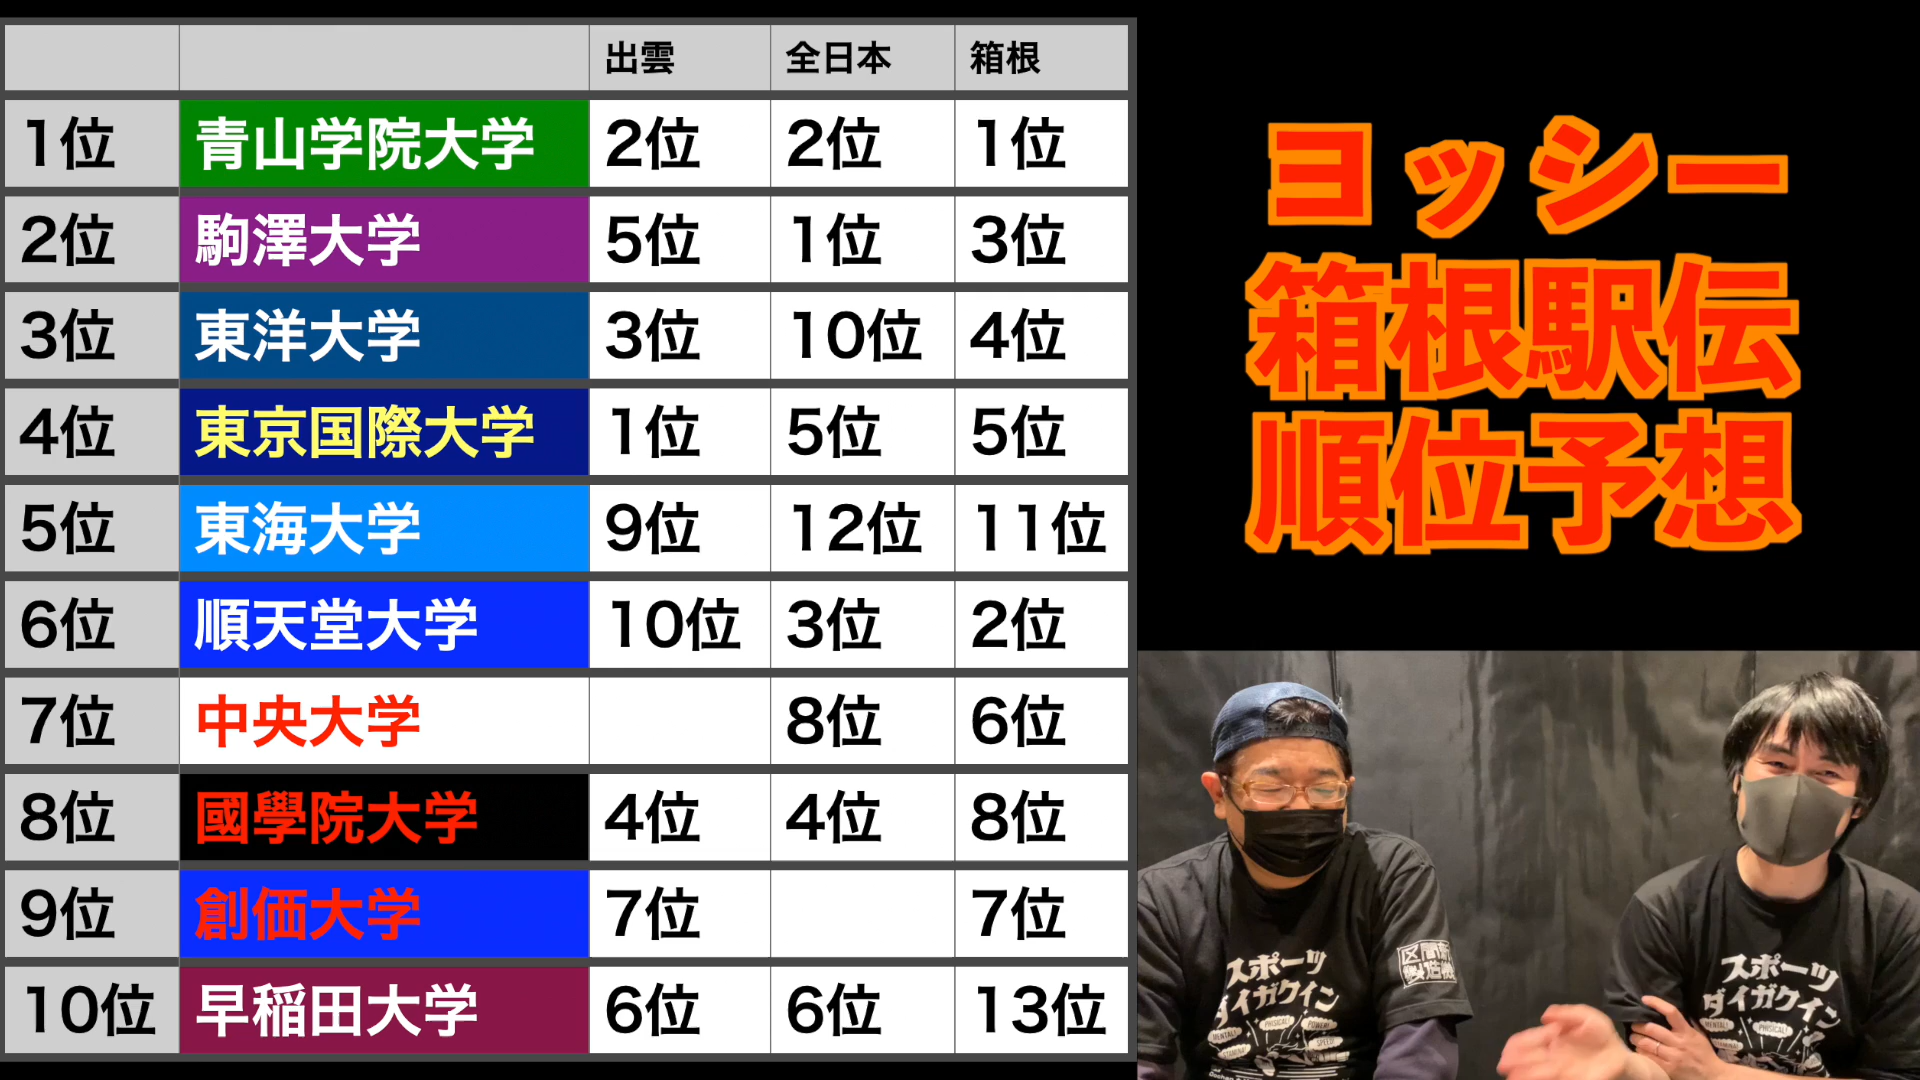 出雲 全日本 箱根
1位 青山学院大学 2位 2位 1位
2位 駒澤大学 5位 1位 3位
3位 東洋大学 3位 10位 4位
4位 東京国際大学 1位 5位 5位
5位 東海大学 9位 12位 11位
6位 順天堂大学 10位 3位 2位
7位 中央大学 8位 6位
8位 國學院大学 4位 4位 8位
9位 創価大学 7位 7位
10位 早稲田大学 6位 6位 13位
ヨッシー
箱根駅伝
順位予想
スポーツ
ダイガクイン
スポーツ
ダイガクイン